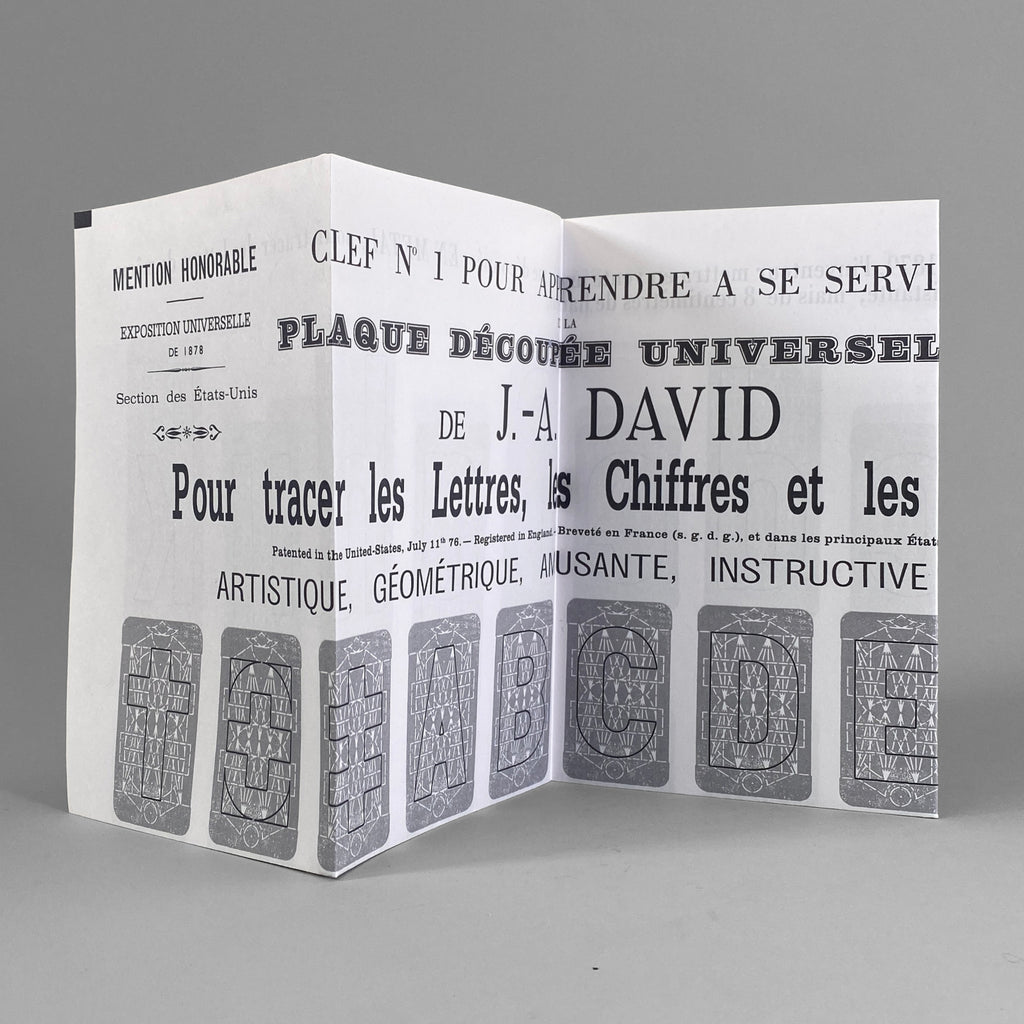 MENTION HONORABLE
EXPOSITION UNIVERSELLE
DE 1878
Section des États-Unis
CLEF Nº 1 POUR APPRENDRE A SE SERVI
LA
PLAQUE DÉCOUPÉE UNIVERSEL
DE J.-A. DAVID
Pour tracer les Lettres, les Chiffres et les
Patented in the United-States, July 11th 76. — Registered in England. — Breveté en France (s. g. d. g.), et dans les principaux État
ARTISTIQUE, GÉOMÉTRIQUE, AMUSANTE, INSTRUCTIVE
A B C D E